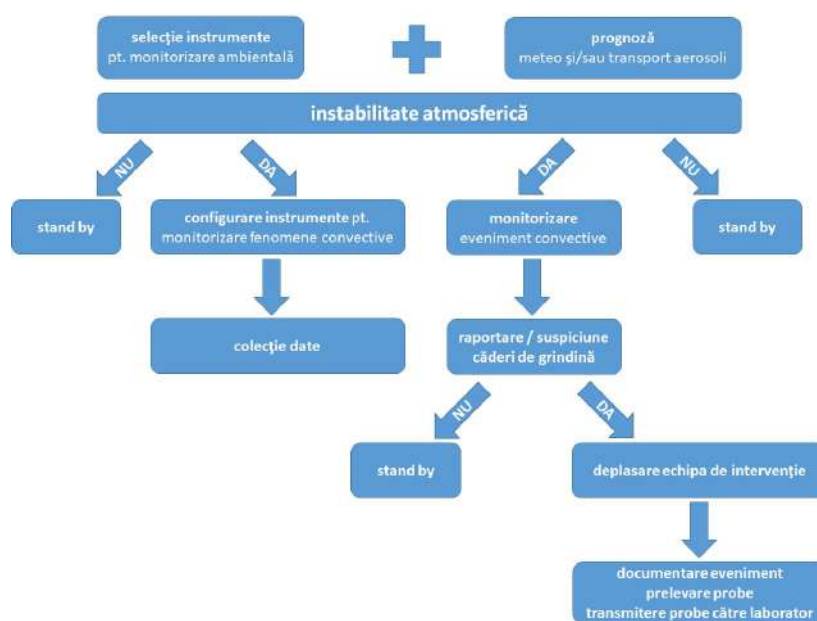 selecție instrumente
pt. monitorizare ambientală
prognoză
meteo și/sau transport aerosoli
instabilitate atmosferică
NU
DA
DA
NU
stand by
configurare instrumente pt.
monitorizare fenomene convective
monitorizare
eveniment convective
stand by
colecție date
raportare / suspiciune
căderi de grindină
NU
DA
stand by
deplasare echipa de intervenție
documentare eveniment
prelevare probe
transmitere probe către laborator